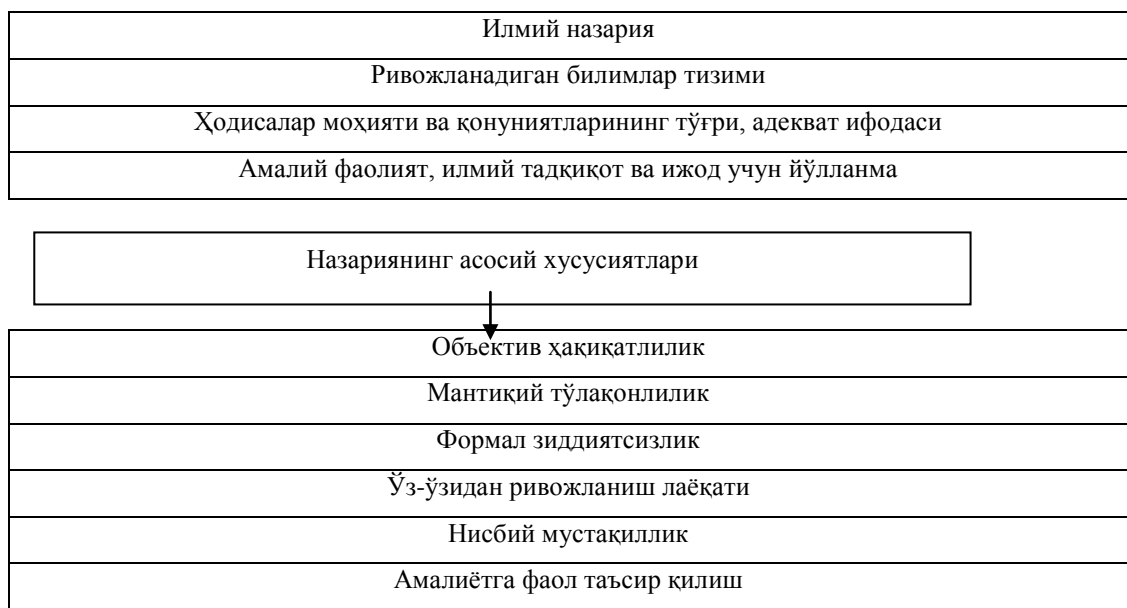 Илмий назария
Ривожланадиган билимлар тизими
Ҳодисалар моҳияти ва қонуниятларининг тўғри, адекват ифодаси
Амалий фаолият, илмий тадқиқот ва ижод учун йўлланма
Назариянинг асосий хусусиятлари
Объектив ҳақиқатлилик
Мантиқий тўлақонлилик
Формал зиддиятсизлик
Ўз-ўзидан ривожланиш лаёқати
Нисбий мустақиллик
Амалиётга фаол таъсир қилиш